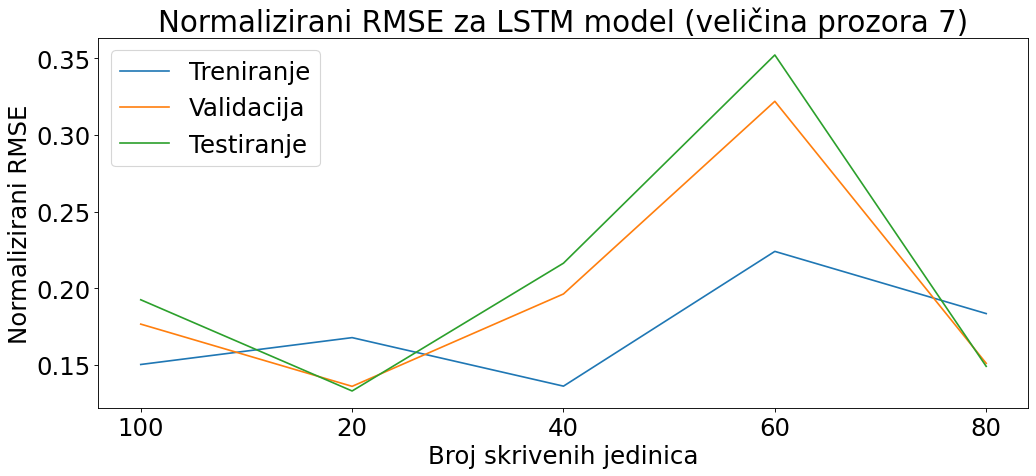 Normalizirani RMSE za LSTM model (veličina prozora 7)
Treniranje
Validacija
Testiranje
Normalizirani RMSE
0.35
0.30
0.25
0.20
0.15
100 20 40 60 80
Broj skrivenih jedinica